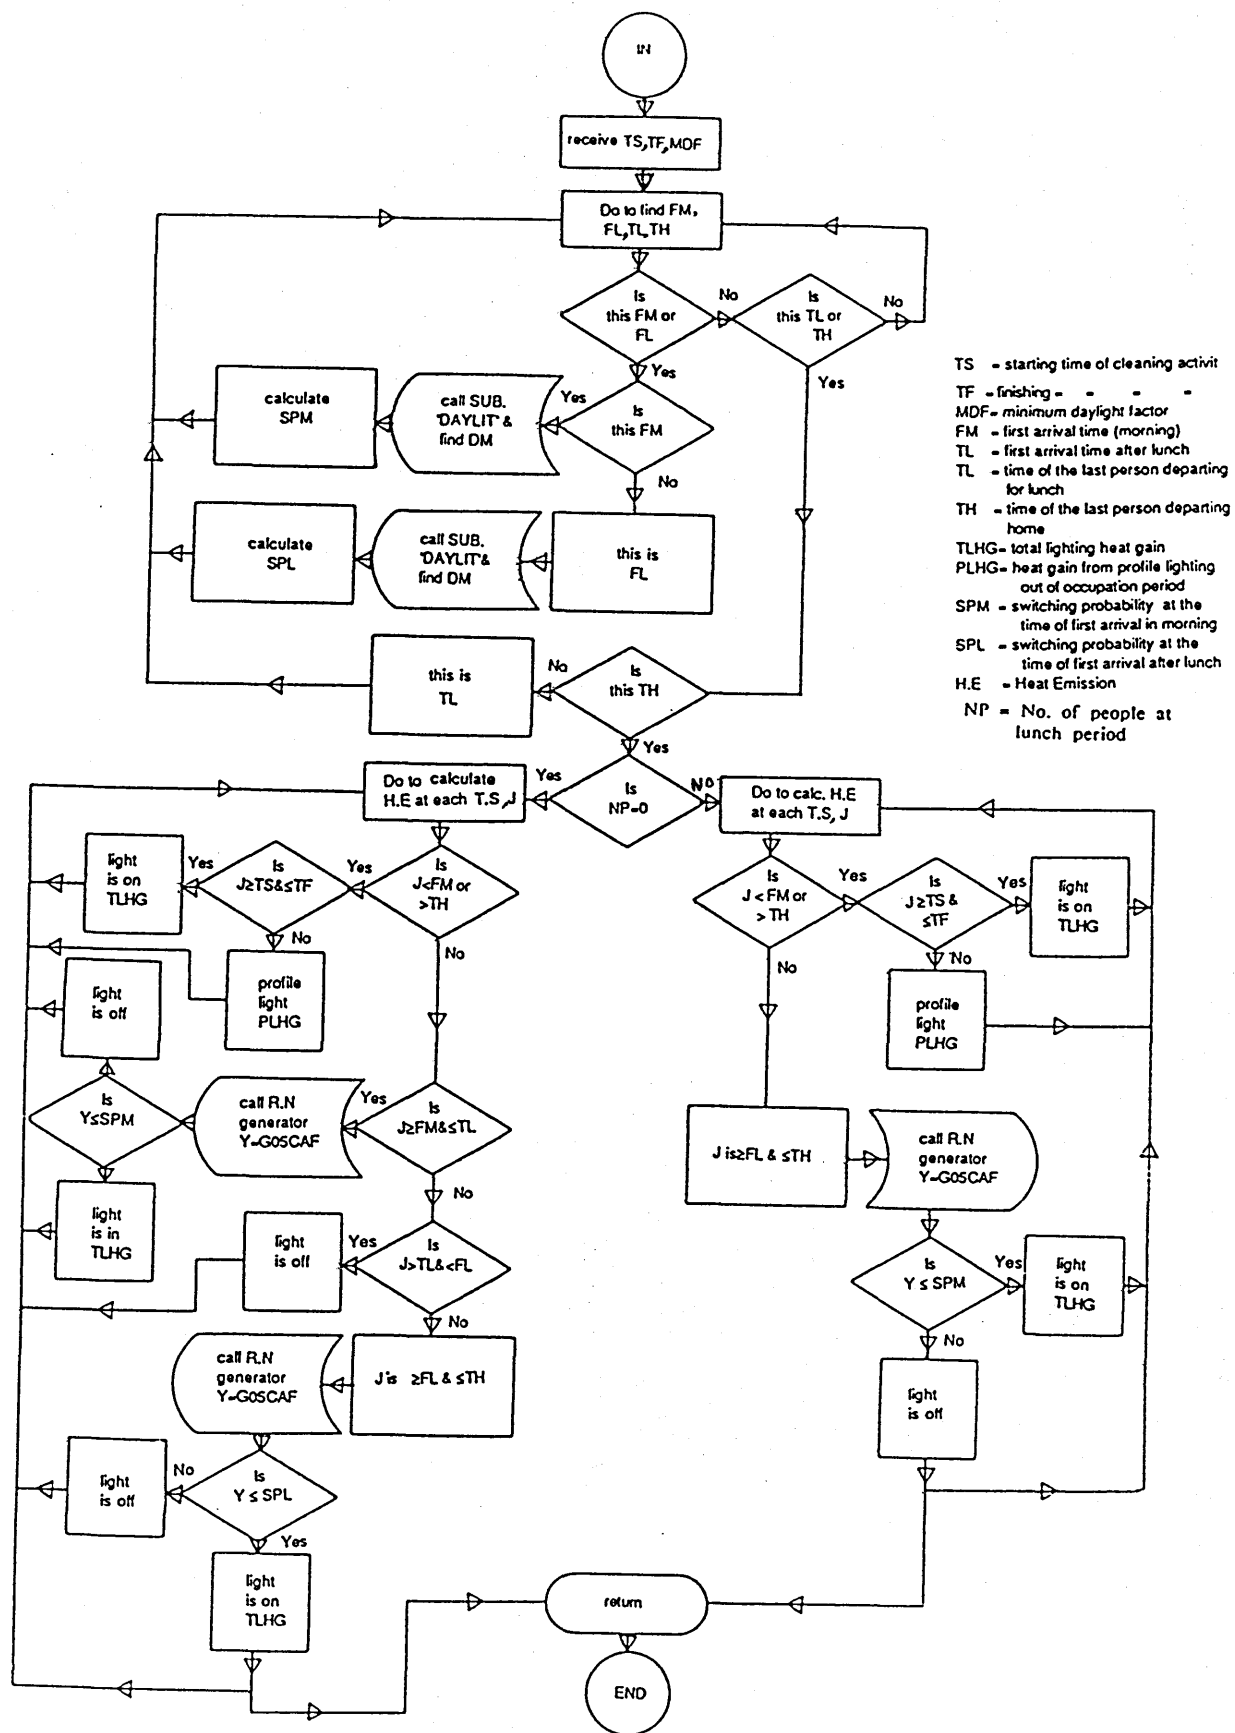 IN
receive TS,TF,MDF
Do to find FM,
FL,TL,TH
Is
this FM or
FL
No
Is
this TL or
TH
No
Yes
Yes
calculate
SPM
call SUB.
'DAYLIT'&
find DM
Yes
Is
this FM
No
calculate
SPL
call SUB.
'DAYLIT'&
find DM
this is
FL
this is
TL
No
Is
this TH
Yes
TS = starting time of cleaning activit
TF = finishing - - - -
MDF= minimum daylight factor
FM = first arrival time (morning)
TL = first arrival time after lunch
TL = time of the last person departing
for lunch
TH = time of the last person departing
home
TLHG= total lighting heat gain
PLHG= heat gain from profile lighting
out of occupation period
SPM = switching probability at the
time of first arrival in morning
SPL = switching probability at the
time of first arrival after lunch
H.E = Heat Emission
NP = No. of people at
lunch period
Do to calculate
H.E at each T.S,J
Yes
Is
NP=0
NO
Do to calc. H.E
at each T.S, J
light
is on
TLHG
Yes
Is
J≥TS&≤TF
Yes
Is
J<FM or
>TH
No
No
profile
light
PLHG
light
is off
Is
Y≤SPM
call R.N
generator
Y=G05CAF
Yes
Is
J≥FM&≤TL
No
light
is in
TLHG
light
is off
Yes
Is
J>TL&<FL
No
call R.N
generator
Y=G05CAF
J is ≥FL & ≤TH
light
is off
No
Is
Y ≤ SPL
Yes
light
is on
TLHG
Is
J <FM or
> TH
Yes
Is
J ≥TS &
≤TF
Yes
light
is on
TLHG
No
No
profile
light
PLHG
J is≥FL & ≤TH
call R.N
generator
Y=G05CAF
Is
Y ≤ SPM
Yes
light
is on
TLHG
No
light
is off
return
END